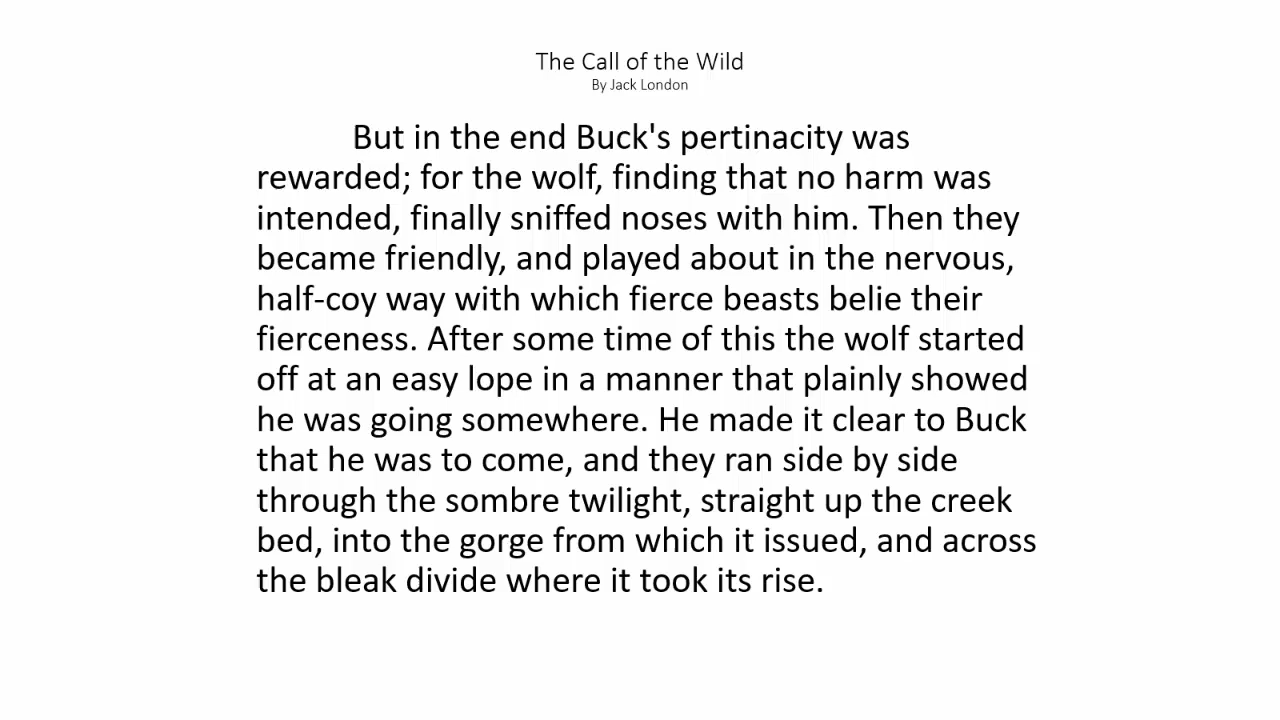 The Call of the Wild
By Jack London
But in the end Buck's pertinacity was
rewarded; for the wolf, finding that no harm was
intended, finally sniffed noses with him. Then they
became friendly, and played about in the nervous,
half-coy way with which fierce beasts belie their
fierceness. After some time of this the wolf started
off at an easy lope in a manner that plainly showed
he was going somewhere. He made it clear to Buck
that he was to come, and they ran side by side
through the sombre twilight, straight up the creek
bed, into the gorge from which it issued, and across
the bleak divide where it took its rise.